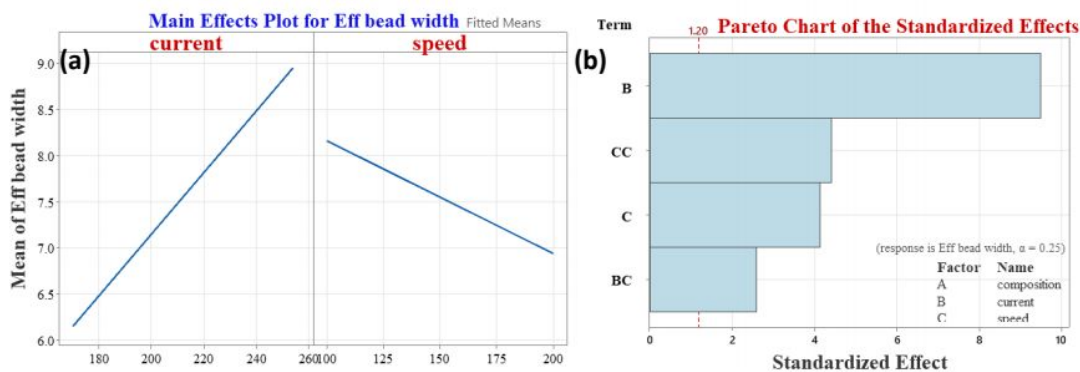 Main Effects Plot for Eff bead width Fitted Means
current speed
(a)
Mean of Eff bead width
9.0
8.5
8.0
7.5
7.0
6.5
6.0
180 200 220 240 260 100 125 150 175 200
Term
1.20
Pareto Chart of the Standardized Effects
(b)
B
CC
C
BC
(response is Eff bead width, α = 0.25)
Factor Name
A composition
B current
C speed
0 2 4 6 8 10
Standardized Effect